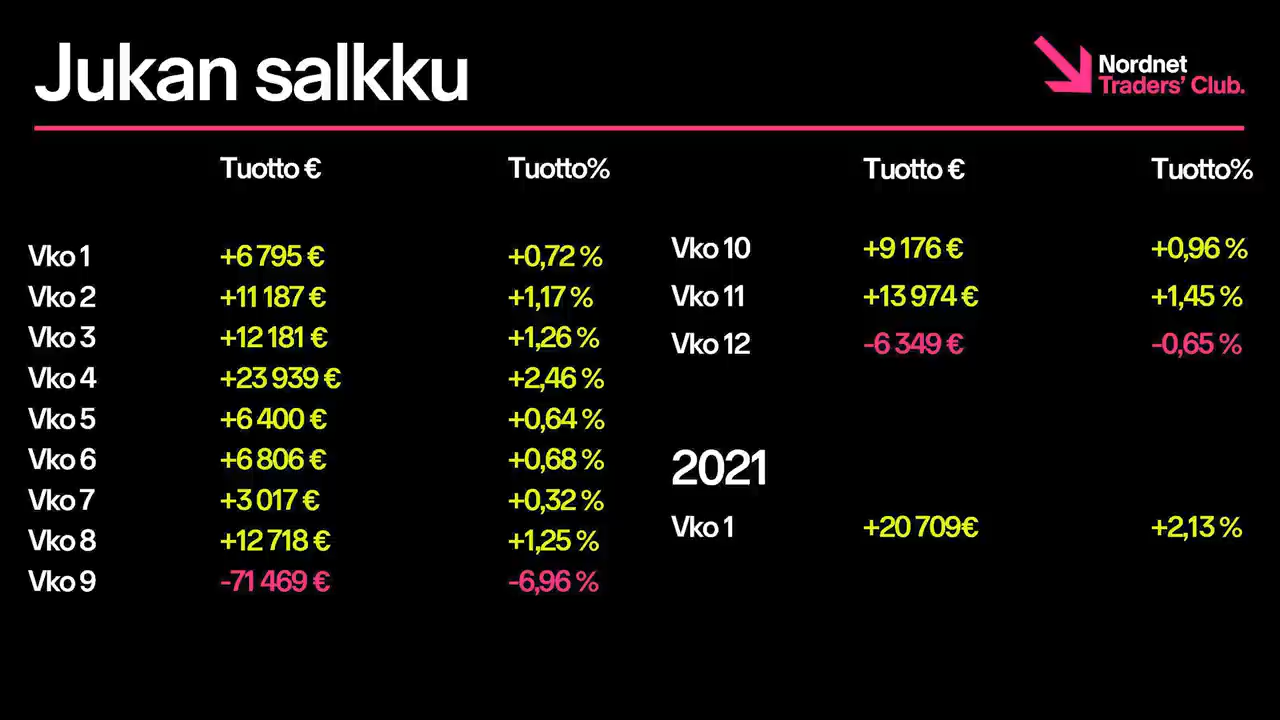 Jukan salkku
Nordnet
Traders' Club.
Tuotto € Tuotto%
Vko 1 +6 795 € +0,72 %
Vko 2 +11 187 € +1,17 %
Vko 3 +12 181 € +1,26 %
Vko 4 +23 939 € +2,46 %
Vko 5 +6 400 € +0,64 %
Vko 6 +6 806 € +0,68 %
Vko 7 +3 017 € +0,32 %
Vko 8 +12 718 € +1,25 %
Vko 9 -71 469 € -6,96 %
Tuotto € Tuotto%
Vko 10 +9 176 € +0,96 %
Vko 11 +13 974 € +1,45 %
Vko 12 -6 349 € -0,65 %
2021
Vko 1 +20 709€ +2,13 %